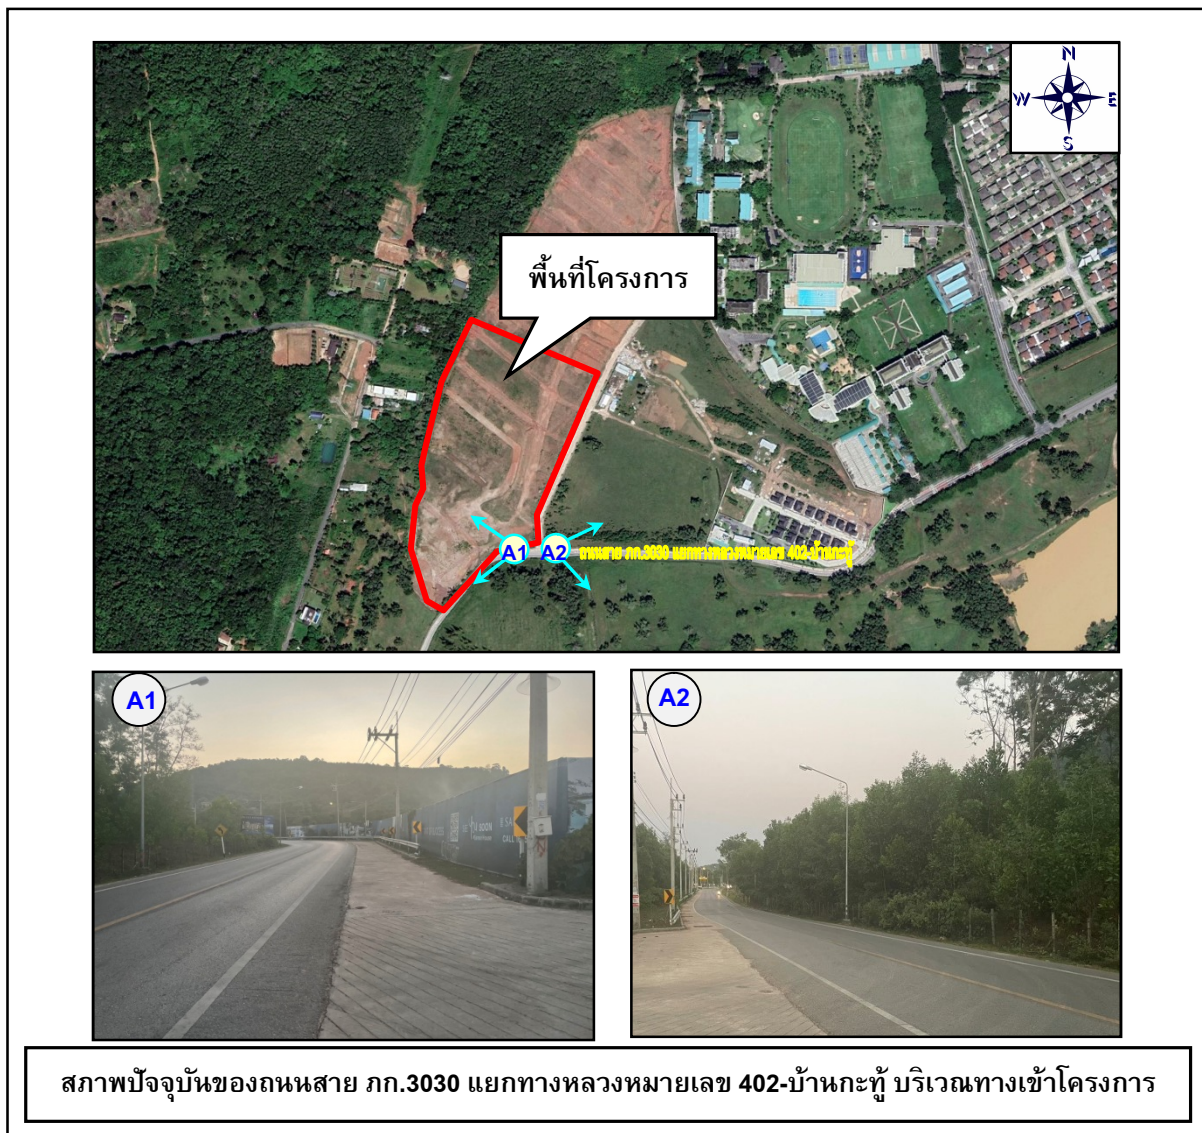 N
W E
S
พื้นที่โครงการ
A1 A2 ถนนสาย ภก.3030 แยกทางหลวงหมายเลข 402-บ้านกะทู้
A1
MOON
CALL
A2
สภาพปัจจุบันของถนนสาย ภก.3030 แยกทางหลวงหมายเลข 402-บ้านกะทู้ บริเวณทางเข้าโครงการ